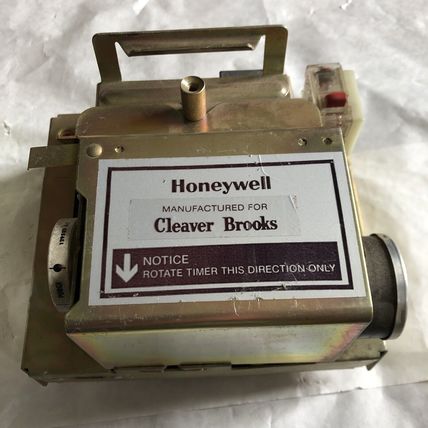 Honeywell
MANUFACTURED FOR
Cleaver Brooks
NOTICE
ROTATE TIMER THIS DIRECTION ONLY